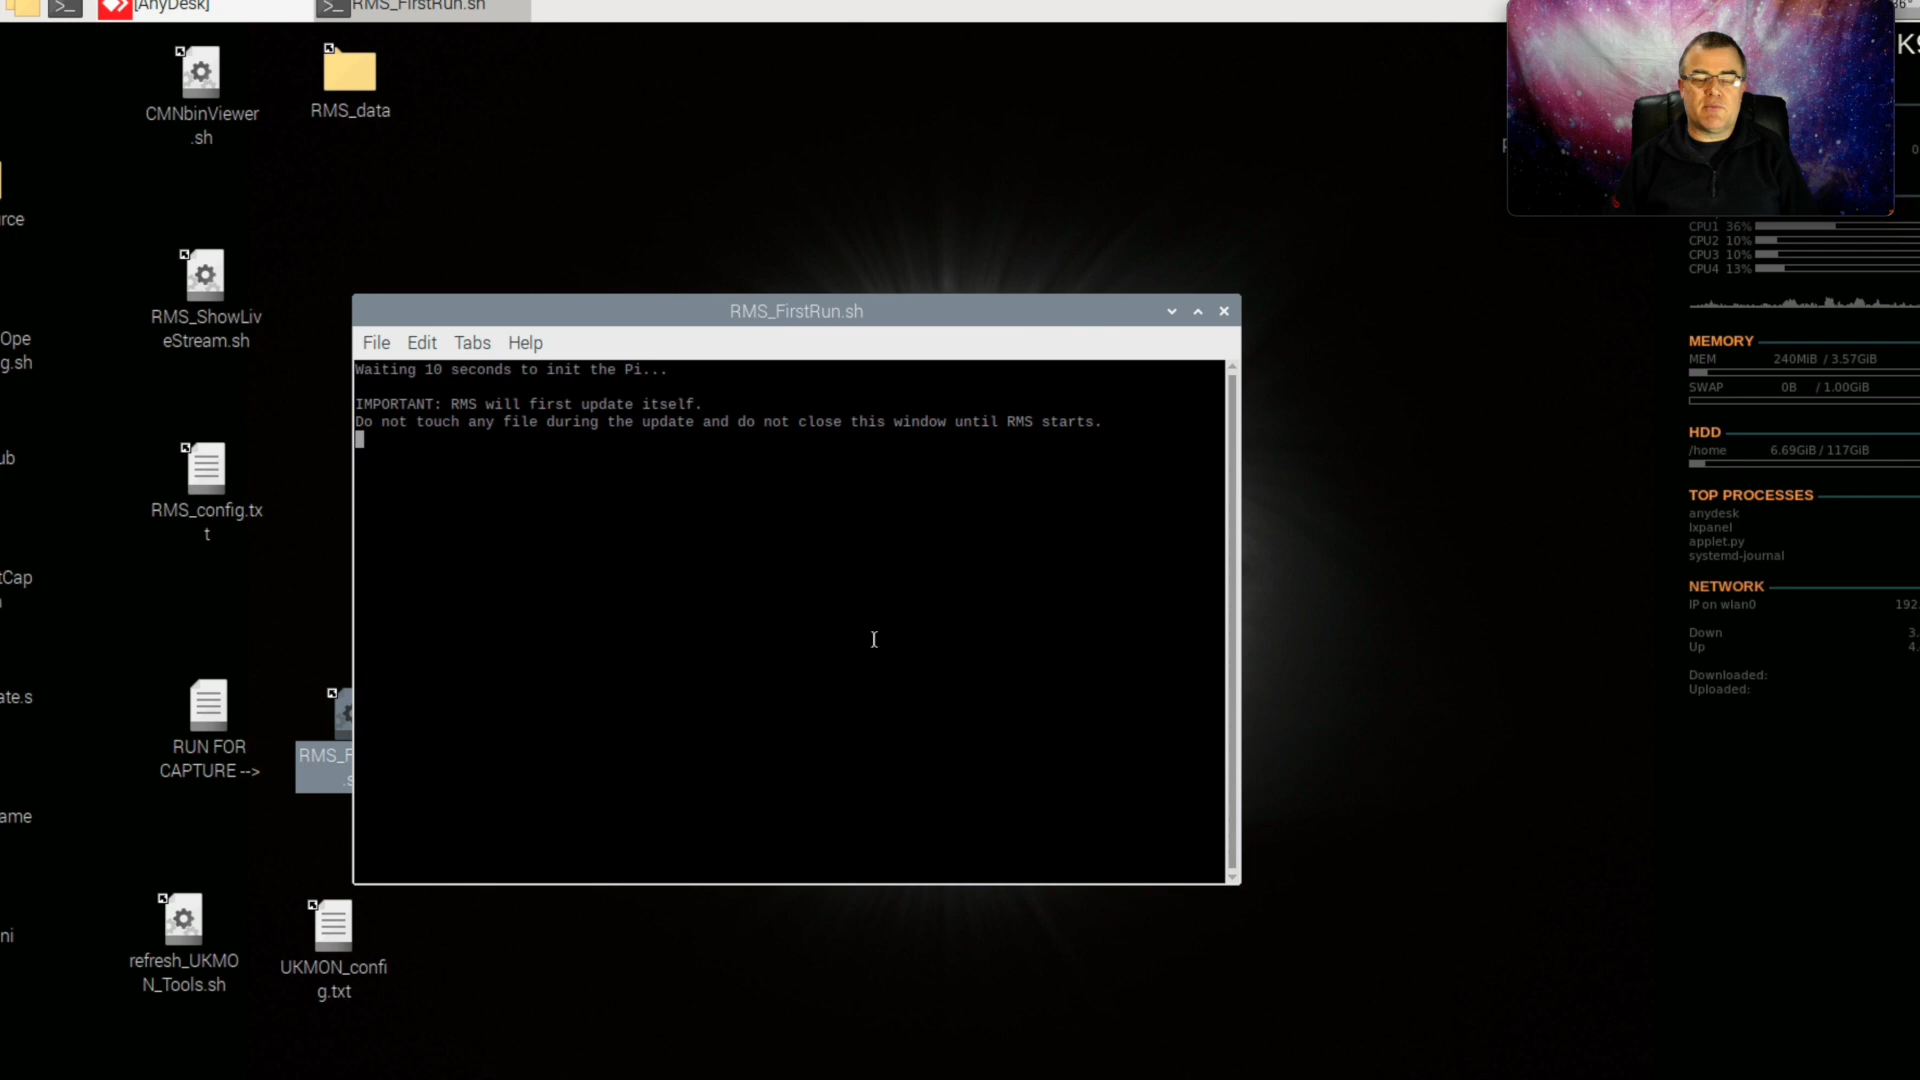 [AnyDesk]
RMS_FirstRun.sh
CMNbinViewer
.sh
RMS_data
rce
RMS_ShowLiv
eStream.sh
Ope
g.sh
RMS_config.tx
t
ub
tCap
RUN FOR
CAPTURE -->
RMS_F
ate.s
ame
refresh_UKMO
N_Tools.sh
UKMON_confi
g.txt
ni
RMS_FirstRun.sh
File Edit Tabs Help
Waiting 10 seconds to init the Pi...
IMPORTANT: RMS will first update itself.
Do not touch any file during the update and do not close this window until RMS starts.
CPU1 36%
CPU2 10%
CPU3 10%
CPU4 13%
MEMORY
MEM 240MiB / 3.57GiB
SWAP 0B / 1.00GiB
HDD
/home 6.69GiB / 117GiB
TOP PROCESSES
anydesk
lxpanel
applet.py
systemd-journal
NETWORK
IP on wlan0 192.
Down 3.
Up 4.
Downloaded:
Uploaded: